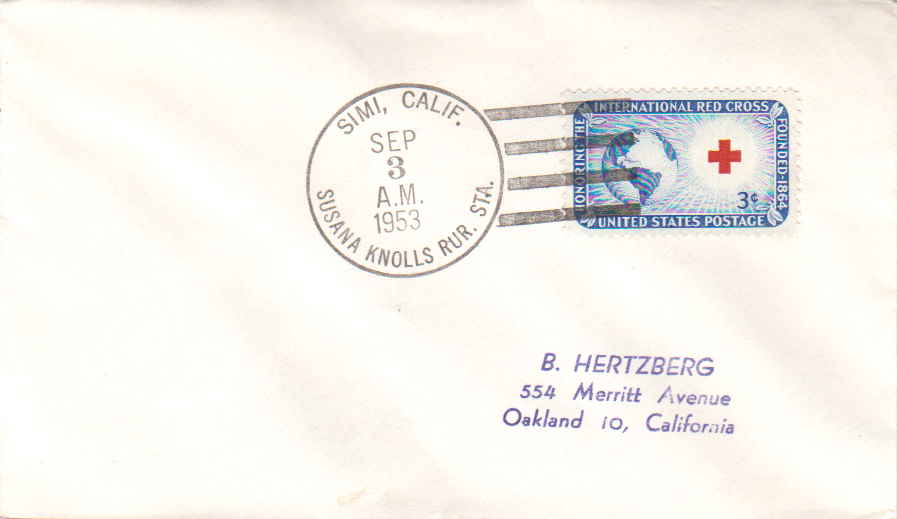 SIMI, CALIF.
SEP
3
A.M.
1953
SUSANA KNOLLS RUR. STA.
HONORING THE
INTERNATIONAL RED CROSS
FOUNDED-1864
3¢
UNITED STATES POSTAGE
B. HERTZBERG
554 Merritt Avenue
Oakland 10, California